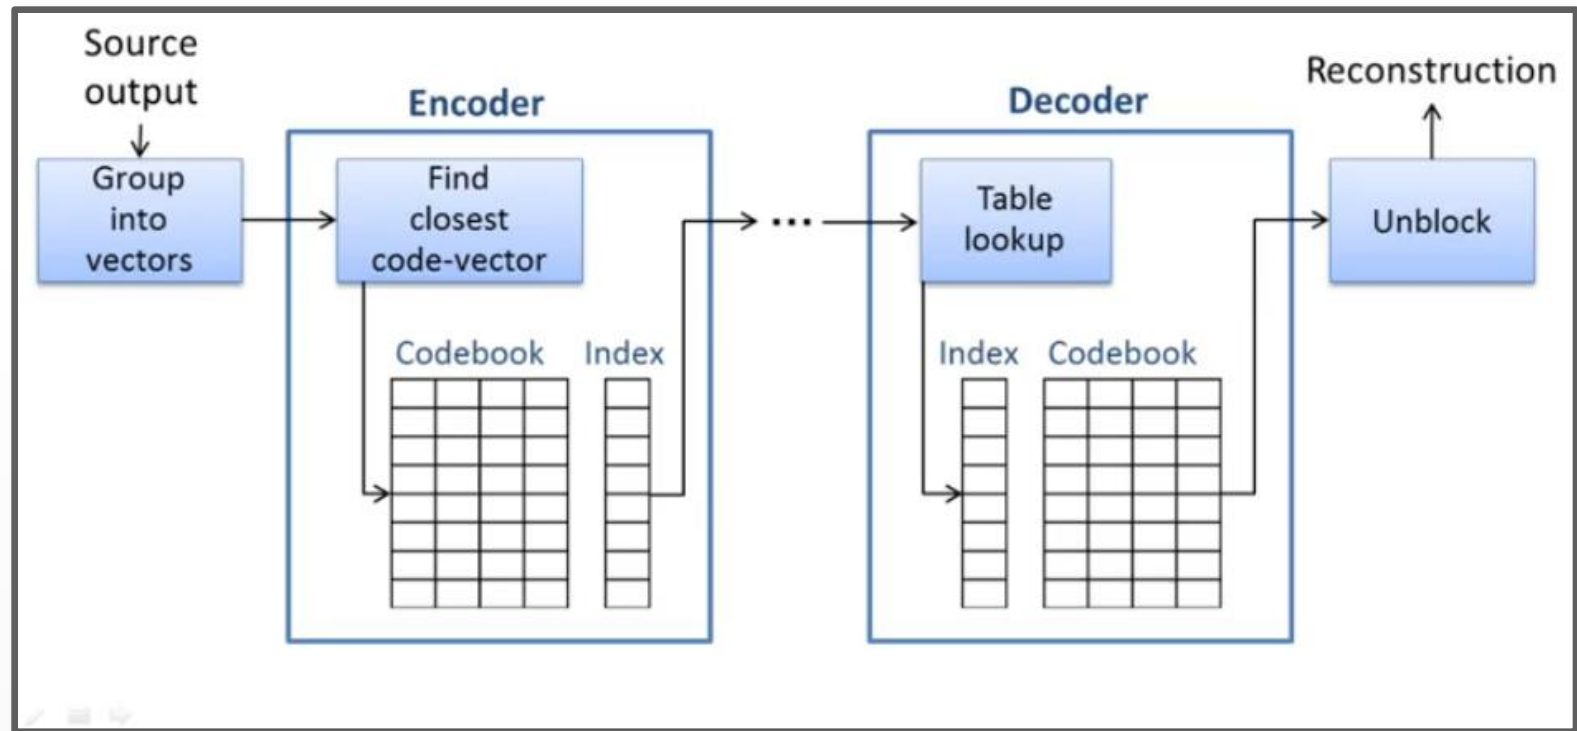 Source
output
Encoder
Decoder
Reconstruction
Group
into
vectors
Find
closest
code-vector
...
Table
lookup
Unblock
Codebook
Index
Index
Codebook